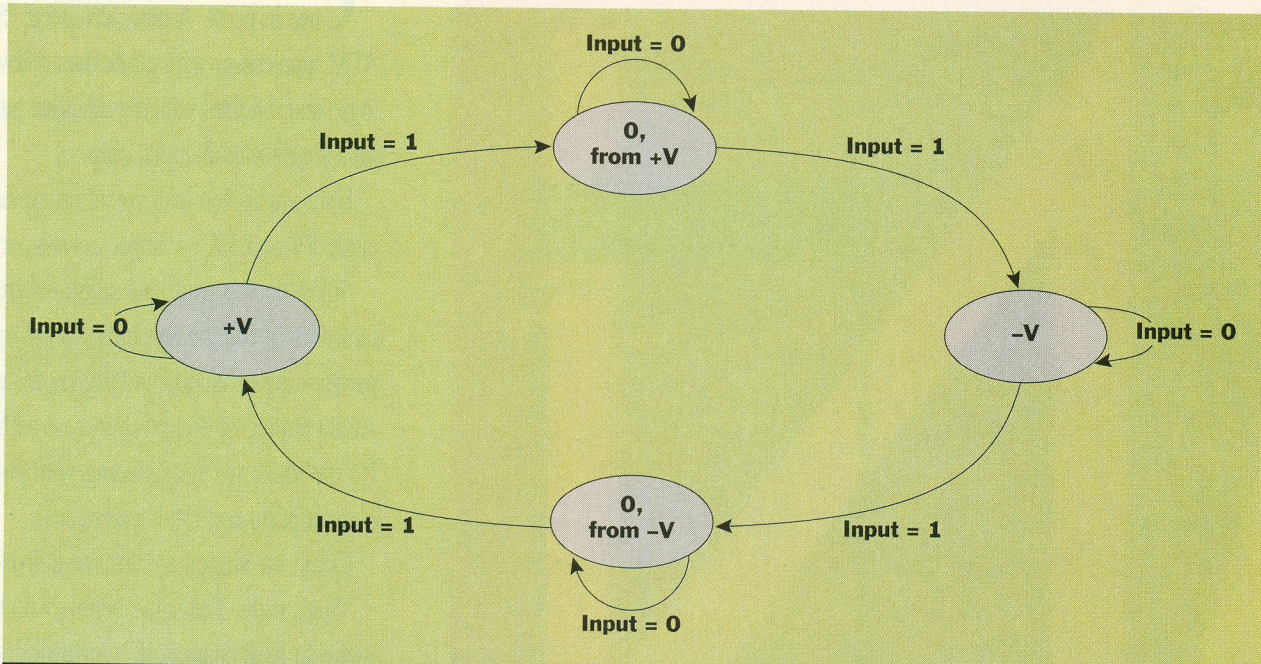 Input = 0
0,
from +V
Input = 1
Input = 1
Input = 0
+V
–V
Input = 0
0,
from –V
Input = 1
Input = 1
Input = 0